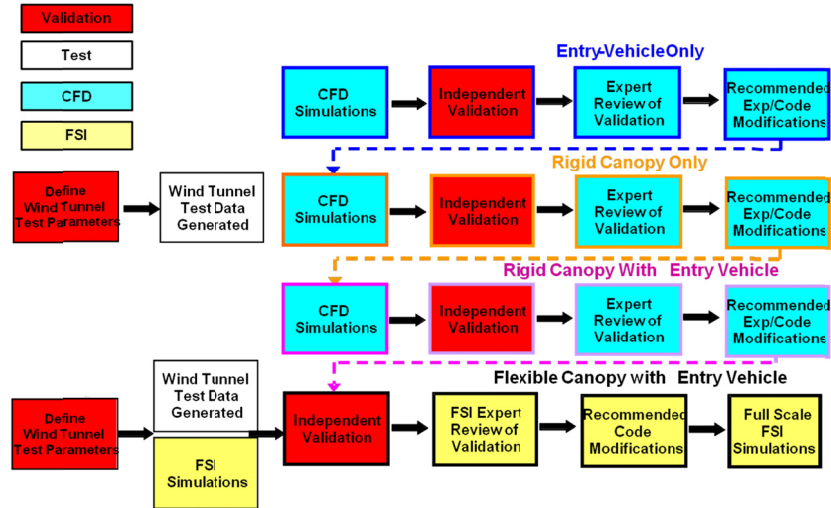 Validation
Test
CFD
FSI
Entry-Vehicle Only
CFD
Simulations
Independent
Validation
Expert
Review of
Validation
Recommended
Exp/Code
Modifications
Rigid Canopy Only
Define
Wind Tunnel
Test Parameters
Wind Tunnel
Test Data
Generated
CFD
Simulations
Independent
Validation
Expert
Review of
Validation
Recommended
Exp/Code
Modifications
Rigid Canopy With Entry Vehicle
CFD
Simulations
Independent
Validation
Expert
Review of
Validation
Recommended
Exp/Code
Modifications
Flexible Canopy with Entry Vehicle
Define
Wind Tunnel
Test Parameters
Wind Tunnel
Test Data
Generated
FSI
Simulations
Independent
Validation
FSI Expert
Review of
Validation
Recommended
Code
Modifications
Full Scale
FSI
Simulations